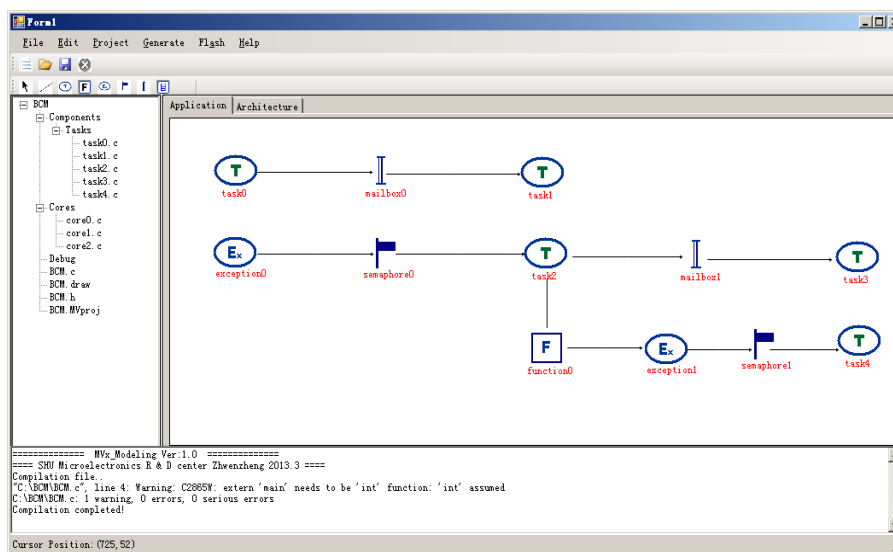 Form1
File Edit Project Generate Flash Help
BCM
Components
Tasks
task0.c
task1.c
task2.c
task3.c
task4.c
Cores
core0.c
core1.c
core2.c
Debug
BCM.c
BCM.draw
BCM.h
BCM.MVproj
Application Architecture
T T
task0 mailbox0 task1
Ex T T
exception0 semaphore0 task2 mailbox1 task3
F Ex T
function0 exception1 semaphore1 task4
============== MVx_Modeling Ver:1.0 ==============
==== SHU Microelectronics R & D center Zhwenzheng 2013.3 ====
Compilation file..
"C:\BCM\BCM.c", line 4: Warning: C2865W: extern 'main' needs to be 'int' function: 'int' assumed
C:\BCM\BCM.c: 1 warning, 0 errors, 0 serious errors
Compilation completed!
Cursor Position:(725,52)